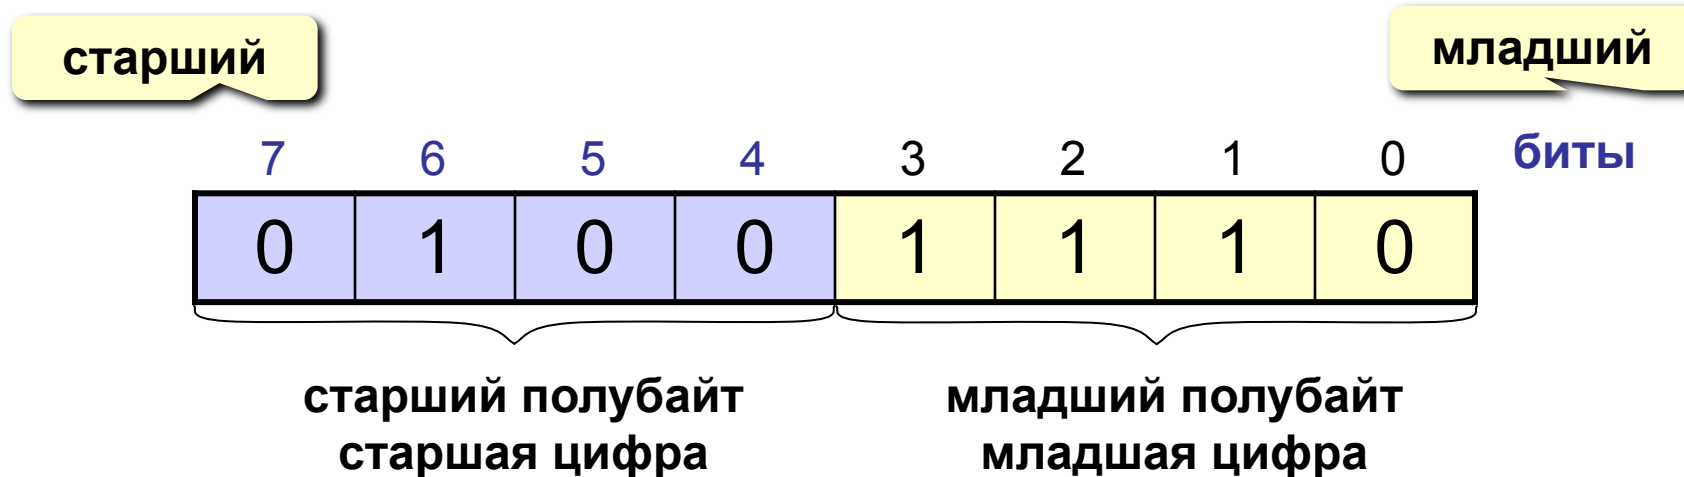 старший
младший
7 6 5 4 3 2 1 0 биты
0 1 0 0 1 1 1 0
старший полубайт
старшая цифра
младший полубайт
младшая цифра